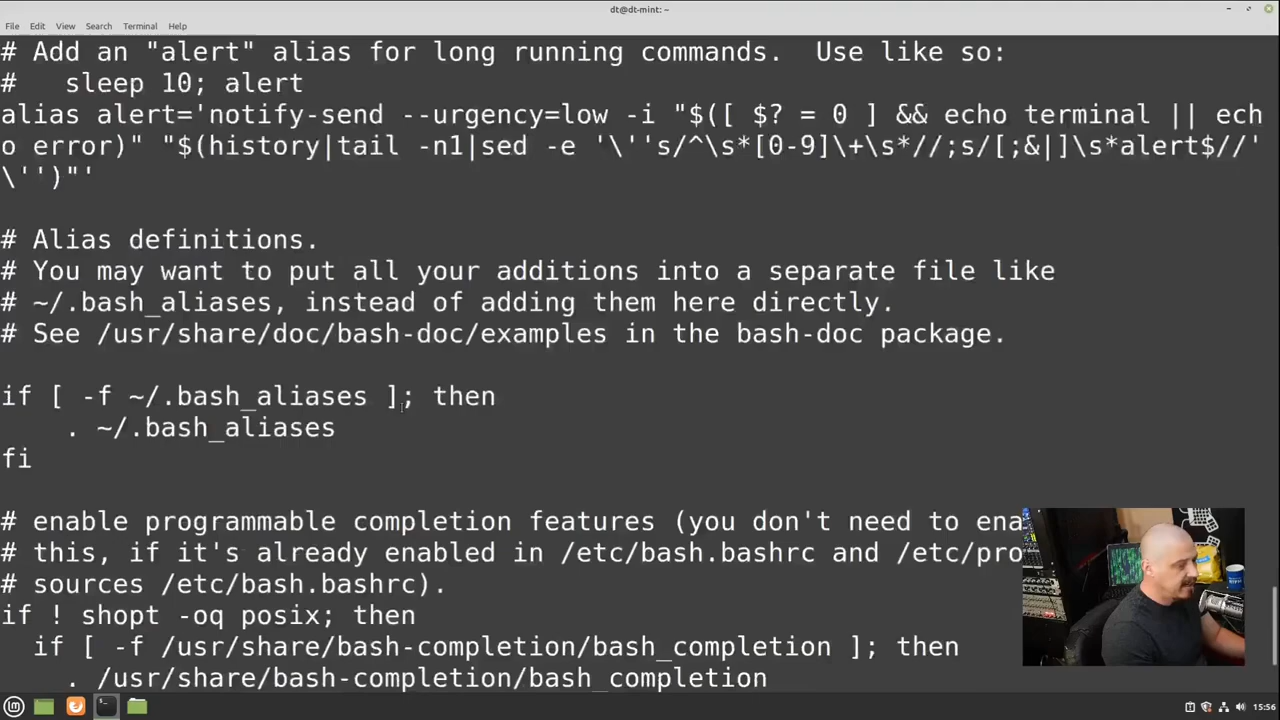 dt@dt-mint: ~
File Edit View Search Terminal Help
# Add an "alert" alias for long running commands.  Use like so:
#   sleep 10; alert
alias alert='notify-send --urgency=low -i "$([ $? = 0 ] && echo terminal || ech
o error)" "$(history|tail -n1|sed -e '\''s/^\s*[0-9]\+\s*//;s/[;&|]\s*alert$//'
\'')"'
# Alias definitions.
# You may want to put all your additions into a separate file like
# ~/.bash_aliases, instead of adding them here directly.
# See /usr/share/doc/bash-doc/examples in the bash-doc package.
if [ -f ~/.bash_aliases ]; then
    . ~/.bash_aliases
fi
# enable programmable completion features (you don't need to ena
# this, if it's already enabled in /etc/bash.bashrc and /etc/pro
# sources /etc/bash.bashrc).
if ! shopt -oq posix; then
  if [ -f /usr/share/bash-completion/bash_completion ]; then
    . /usr/share/bash-completion/bash_completion
15:56